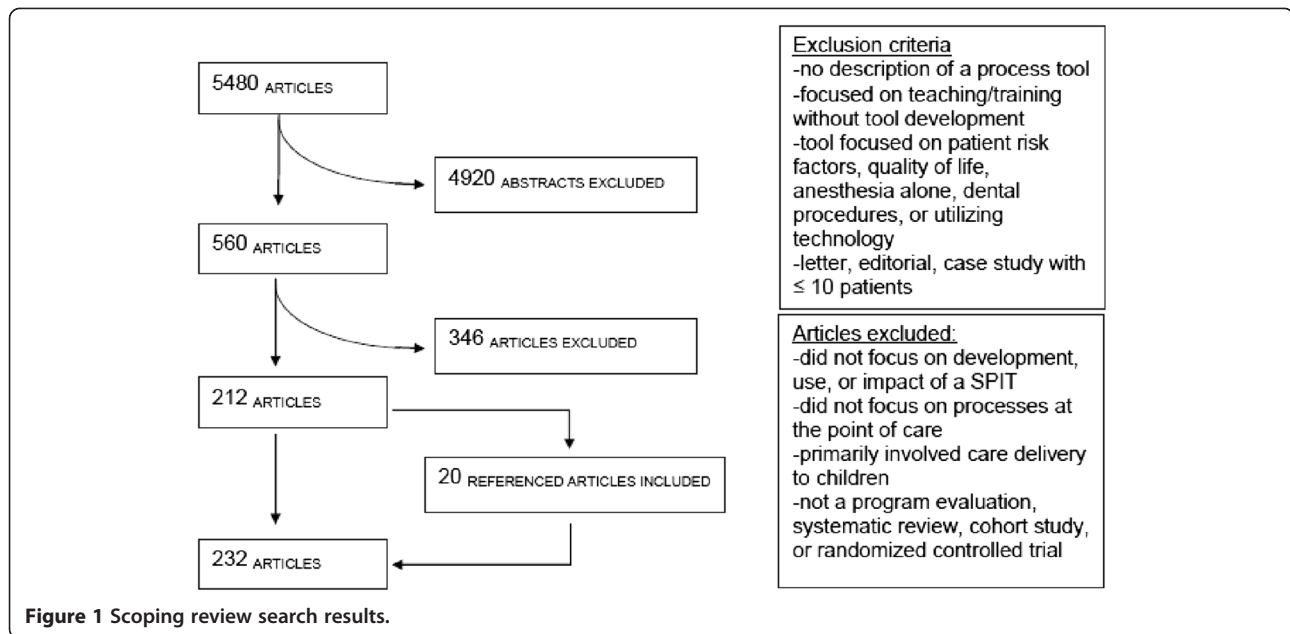 5480 ARTICLES
4920 ABSTRACTS EXCLUDED
560 ARTICLES
346 ARTICLES EXCLUDED
212 ARTICLES
20 REFERENCED ARTICLES INCLUDED
232 ARTICLES
Exclusion criteria
-no description of a process tool
-focused on teaching/training
without tool development
-tool focused on patient risk
factors, quality of life,
anesthesia alone, dental
procedures, or utilizing
technology
-letter, editorial, case study with
≤ 10 patients
Articles excluded:
-did not focus on development,
use, or impact of a SPIT
-did not focus on processes at
the point of care
-primarily involved care delivery
to children
-not a program evaluation,
systematic review, cohort study,
or randomized controlled trial
Figure 1 Scoping review search results.